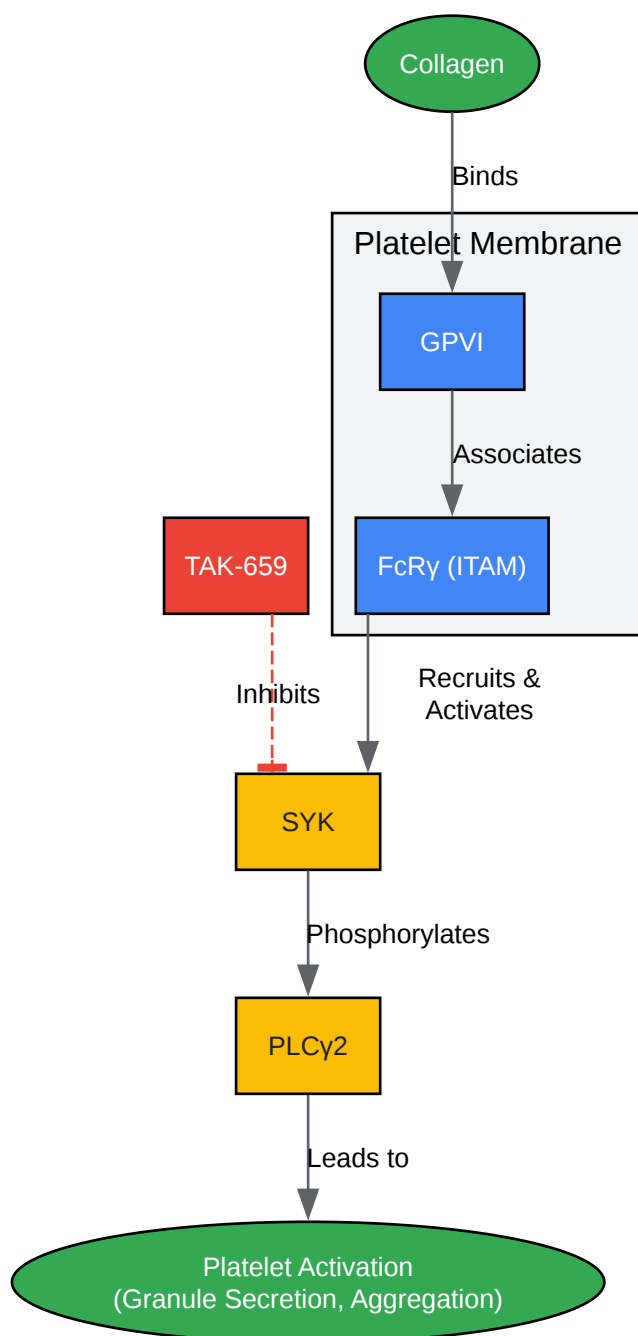 Collagen
Binds
Platelet Membrane
GPVI
Associates
TAK-659
FcRγ (ITAM)
Inhibits
Recruits &
Activates
SYK
Phosphorylates
PLCγ2
Leads to
Platelet Activation
(Granule Secretion, Aggregation)